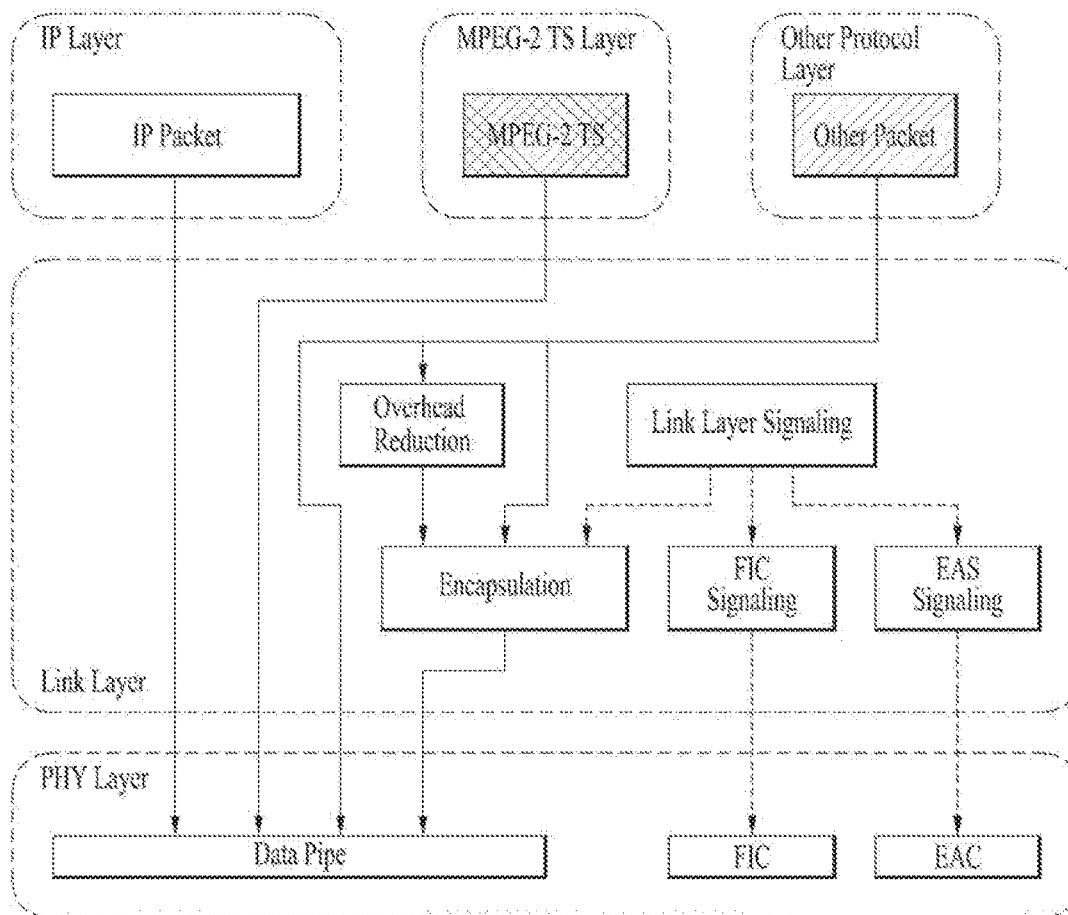 IP Layer
MPEG-2 TS Layer
Other Protocol
Layer
IP Packet
MPEG-2 TS
Other Packet
Overhead
Reduction
Link Layer Signaling
Encapsulation
FIC
Signaling
EAS
Signaling
Link Layer
PHY Layer
Data Pipe
FIC
EAC